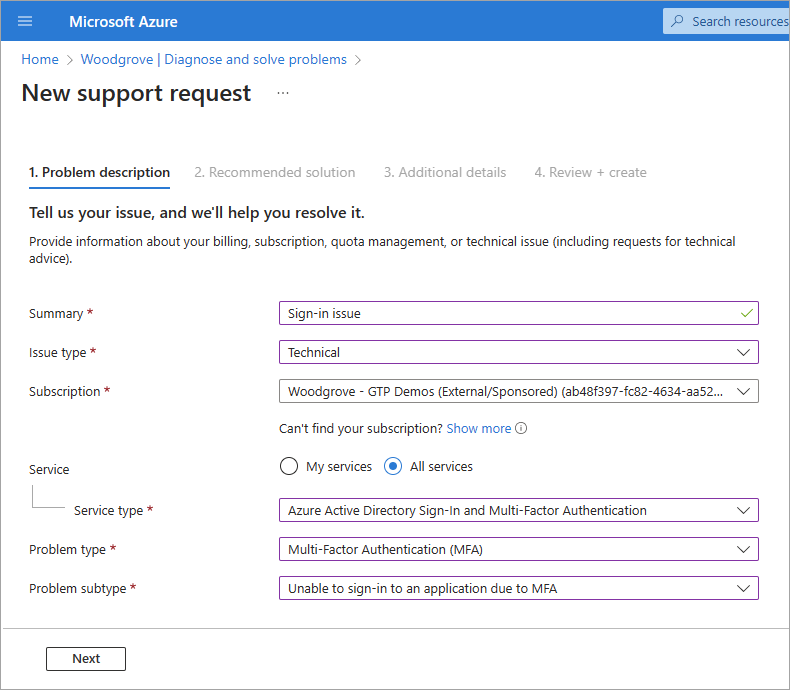 Microsoft Azure
Search resources
Home > Woodgrove | Diagnose and solve problems >
New support request ...
1. Problem description 2. Recommended solution 3. Additional details 4. Review + create
Tell us your issue, and we'll help you resolve it.
Provide information about your billing, subscription, quota management, or technical issue (including requests for technical
advice).
Summary * Sign-in issue
Issue type * Technical
Subscription * Woodgrove - GTP Demos (External/Sponsored) (ab48f397-fc82-4634-aa52...
Can't find your subscription? Show more
Service My services All services
Service type * Azure Active Directory Sign-In and Multi-Factor Authentication
Problem type * Multi-Factor Authentication (MFA)
Problem subtype * Unable to sign-in to an application due to MFA
Next